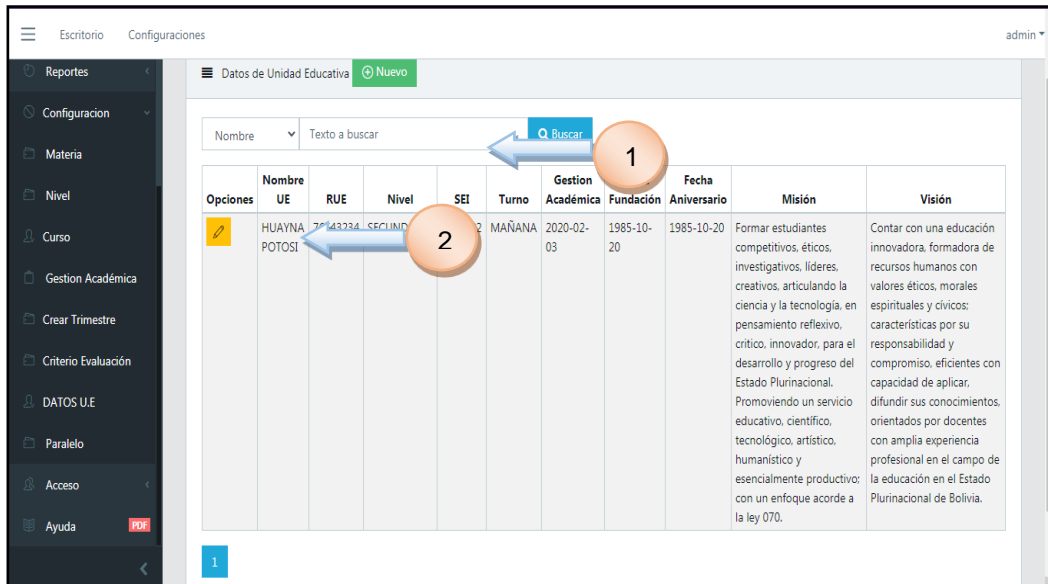 Escritorio Configuraciones admin
Reportes
Configuracion
Materia
Nivel
Curso
Gestion Académica
Crear Trimestre
Criterio Evaluación
DATOS U.E
Paralelo
Acceso
Ayuda PDF
Datos de Unidad Educativa Nuevo
Nombre Texto a buscar Buscar
1
Opciones Nombre UE RUE Nivel SEI Turno Gestion Académica Fundación Fecha Aniversario Misión Visión
2
HUAYNA MAÑANA 2020-02- 1985-10- 1985-10-20 Formar estudiantes Contar con una educación
POTOSI 03 20 competitivos, éticos, innovadora, formadora de
investigativos, líderes, recursos humanos con
creativos, articulando la valores éticos, morales
ciencia y la tecnología, en espirituales y cívicos;
pensamiento reflexivo, características por su
critico, innovador, para el responsabilidad y
desarrollo y progreso del compromiso, eficientes con
Estado Plurinacional. capacidad de aplicar,
Promoviendo un servicio difundir sus conocimientos,
educativo, científico, orientados por docentes
tecnológico, artístico, con amplia experiencia
humanístico y profesional en el campo de
esencialmente productivo; la educación en el Estado
con un enfoque acorde a Plurinacional de Bolivia.
la ley 070.
1